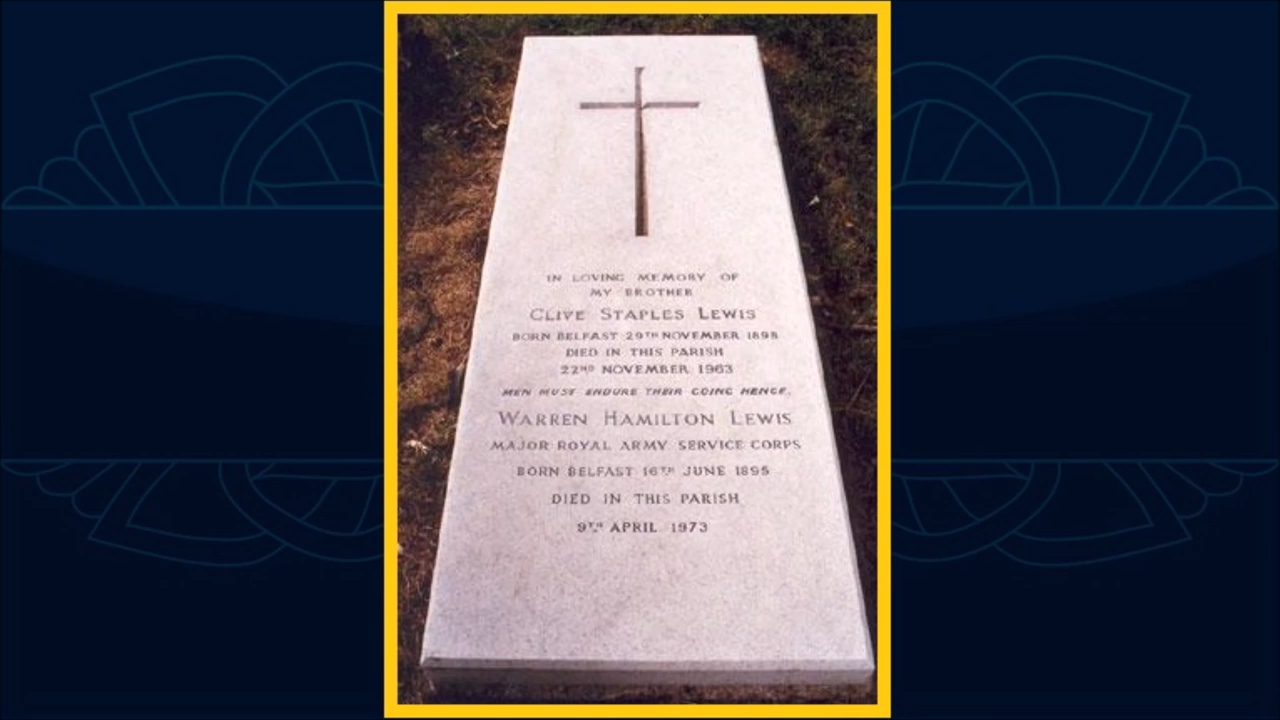 IN LOVING MEMORY OF
MY BROTHER
CLIVE STAPLES LEWIS
BORN BELFAST 29TH NOVEMBER 1898
DIED IN THIS PARISH
22ND NOVEMBER 1963
MEN MUST ENDURE THEIR GOING HENCE.
WARREN HAMILTON LEWIS
MAJOR ROYAL ARMY SERVICE CORPS
BORN BELFAST 16TH JUNE 1895
DIED IN THIS PARISH
9TH APRIL 1973